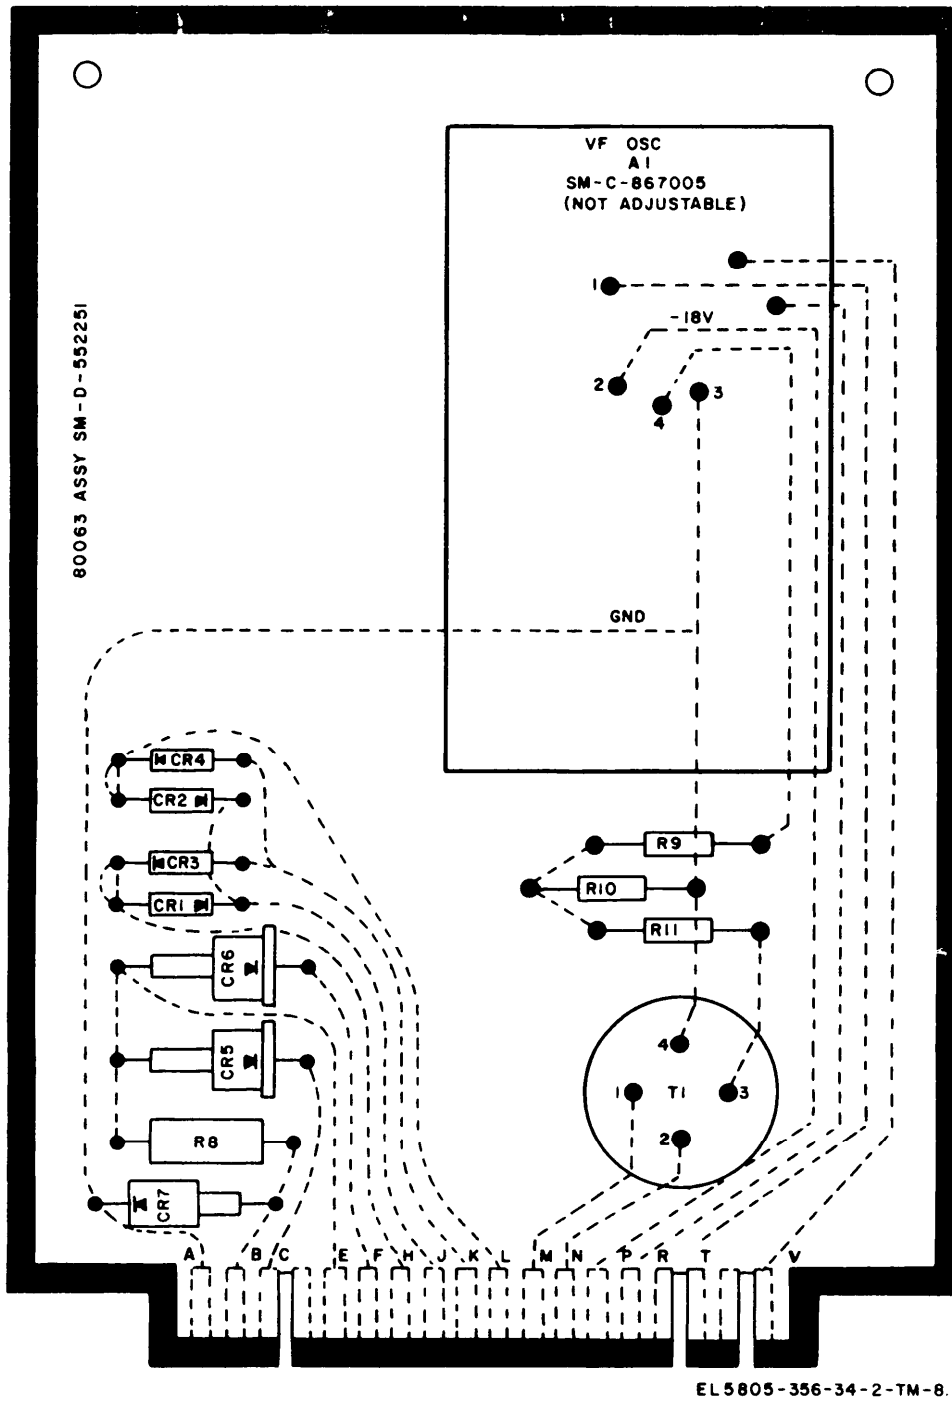 VF OSC
A1
SM-C-867005
(NOT ADJUSTABLE)
1
-18V
2
4
3
80063 ASSY SM-D-552251
GND
CR4
CR2
CR3
CR1
CR6
CR5
R8
CR7
R9
R10
R11
4
1 T1 3
2
A B C E F H J K L M N P R T V
EL5805-356-34-2-TM-8.